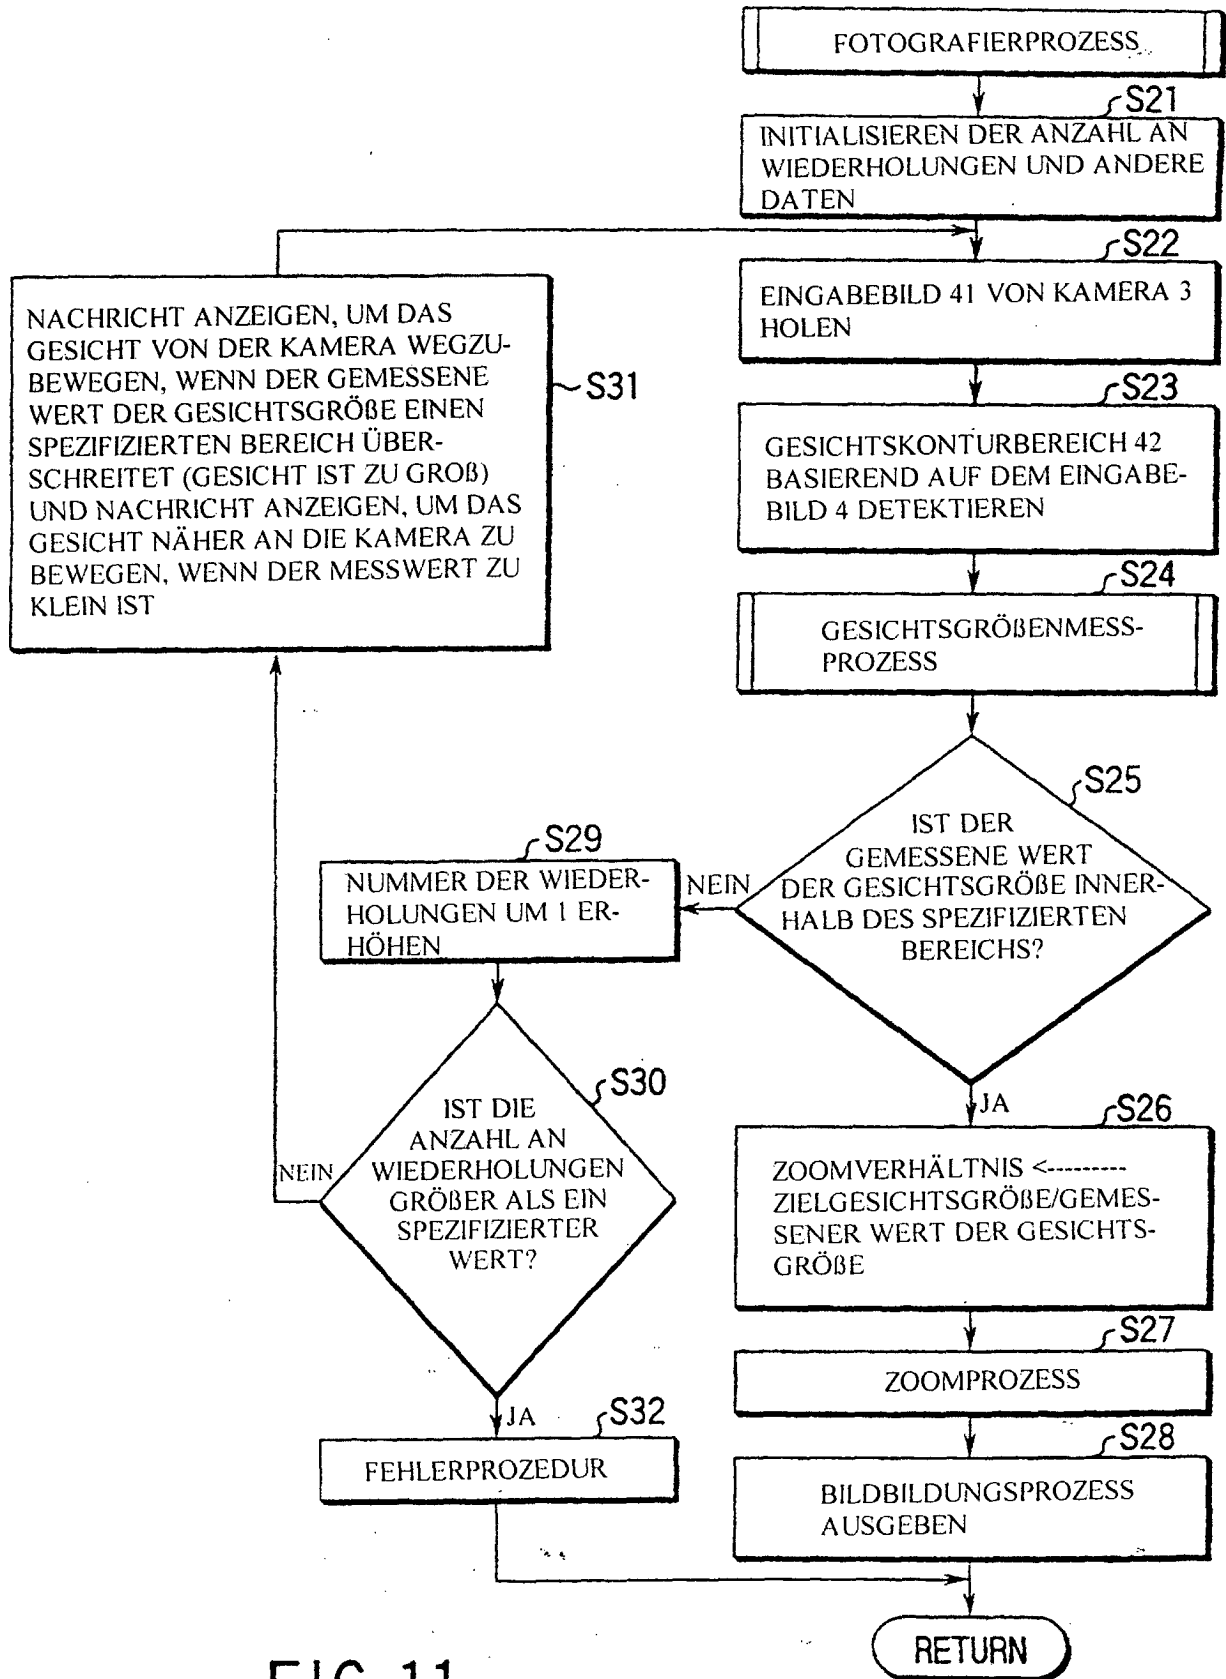 FOTOGRAFIERPROZESS
S21
INITIALISIEREN DER ANZAHL AN
WIEDERHOLUNGEN UND ANDERE
DATEN
S22
EINGABEBILD 41 VON KAMERA 3
HOLEN
S23
GESICHTSKONTURBEREICH 42
BASIEREND AUF DEM EINGABE-
BILD 4 DETEKTIEREN
S24
GESICHTSGRÖßENMESS-
PROZESS
S25
IST DER
GEMESSENE WERT
DER GESICHTSGRÖßE INNER-
HALB DES SPEZIFIZIERTEN
BEREICHS?
NEIN
JA
S26
ZOOMVERHÄLTNIS <---------
ZIELGESICHTSGRÖßE/GEMES-
SENER WERT DER GESICHTS-
GRÖßE
S27
ZOOMPROZESS
S28
BILDBILDUNGSPROZESS
AUSGEBEN
S29
NUMMER DER WIEDER-
HOLUNGEN UM 1 ER-
HÖHEN
S30
IST DIE
ANZAHL AN
WIEDERHOLUNGEN
GRÖßER ALS EIN
SPEZIFIZIERTER
WERT?
NEIN
JA
S31
NACHRICHT ANZEIGEN, UM DAS
GESICHT VON DER KAMERA WEGZU-
BEWEGEN, WENN DER GEMESSENE
WERT DER GESICHTSGRÖßE EINEN
SPEZIFIZIERTEN BEREICH ÜBER-
SCHREITET (GESICHT IST ZU GROß)
UND NACHRICHT ANZEIGEN, UM DAS
GESICHT NÄHER AN DIE KAMERA ZU
BEWEGEN, WENN DER MESSWERT ZU
KLEIN IST
S32
FEHLERPROZEDUR
RETURN
FIG. 11